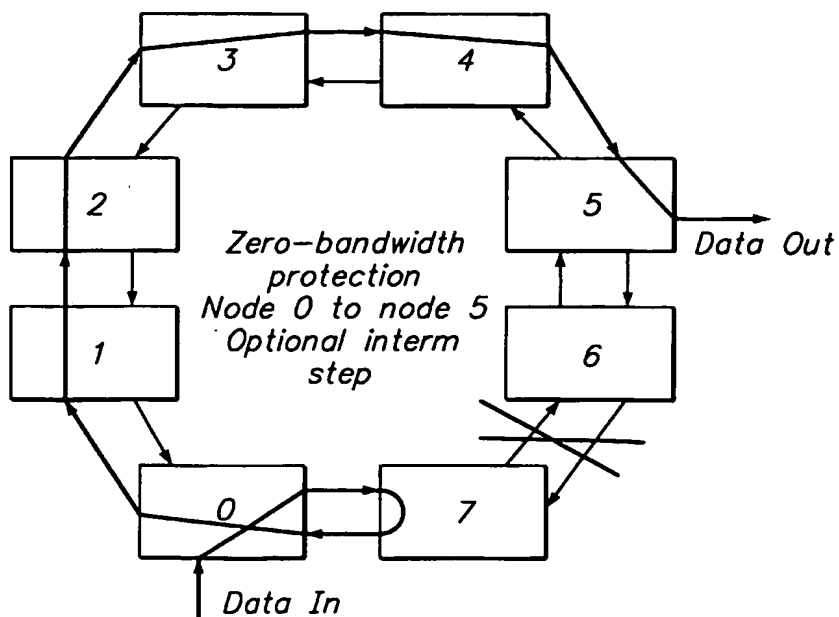 3
4
2
5
Data Out
Zero-bandwidth
protection
Node 0 to node 5
Optional interm
step
1
6
0
7
Data In